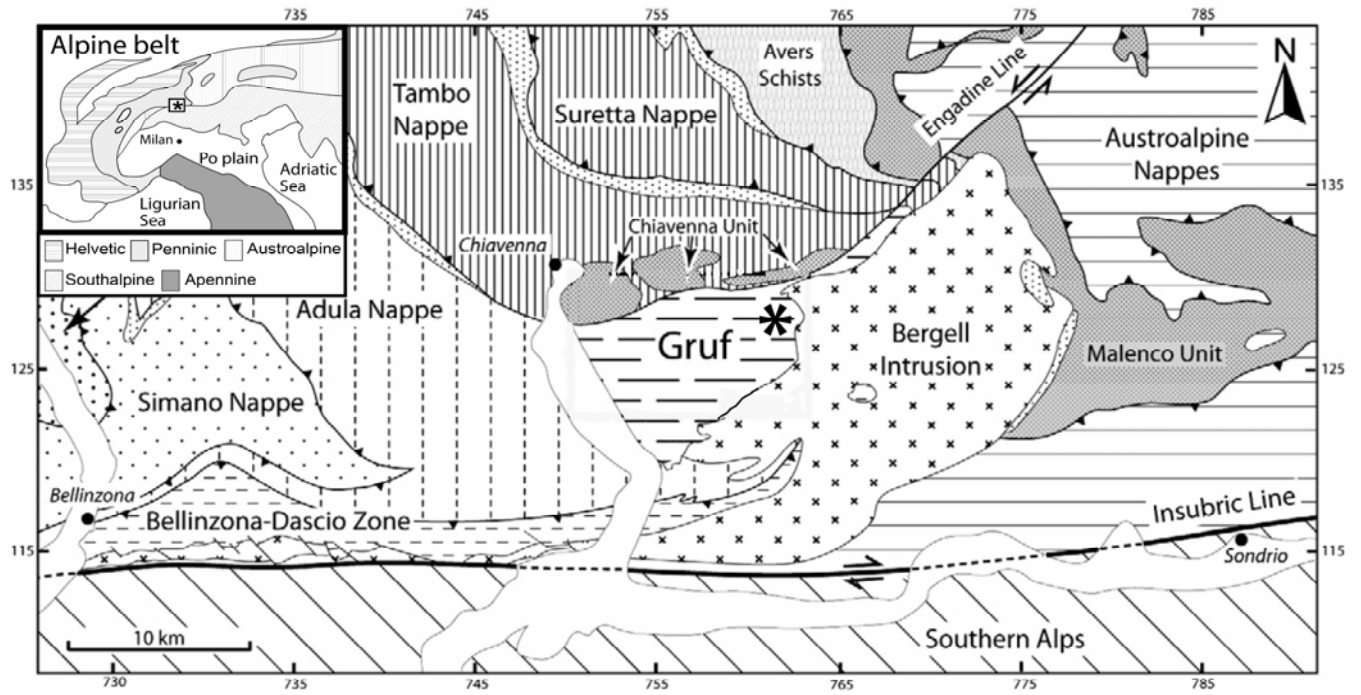 735
745
755
765
775
785
Alpine belt
Milan
Po plain
Adriatic
Sea
Ligurian
Sea
Helvetic
Penninic
Austroalpine
Southalpine
Apennine
Tambo
Nappe
Suretta Nappe
Avers
Schists
Engadine Line
N
Austroalpine
Nappes
135
135
Chiavenna
Chiavenna Unit
Adula Nappe
Gruf
*
Bergell
Intrusion
Malenco Unit
125
125
Simano Nappe
Bellinzona
Bellinzona-Dascio Zone
Insubric Line
Sondrio
115
115
10 km
Southern Alps
730
735
745
755
765
775
785